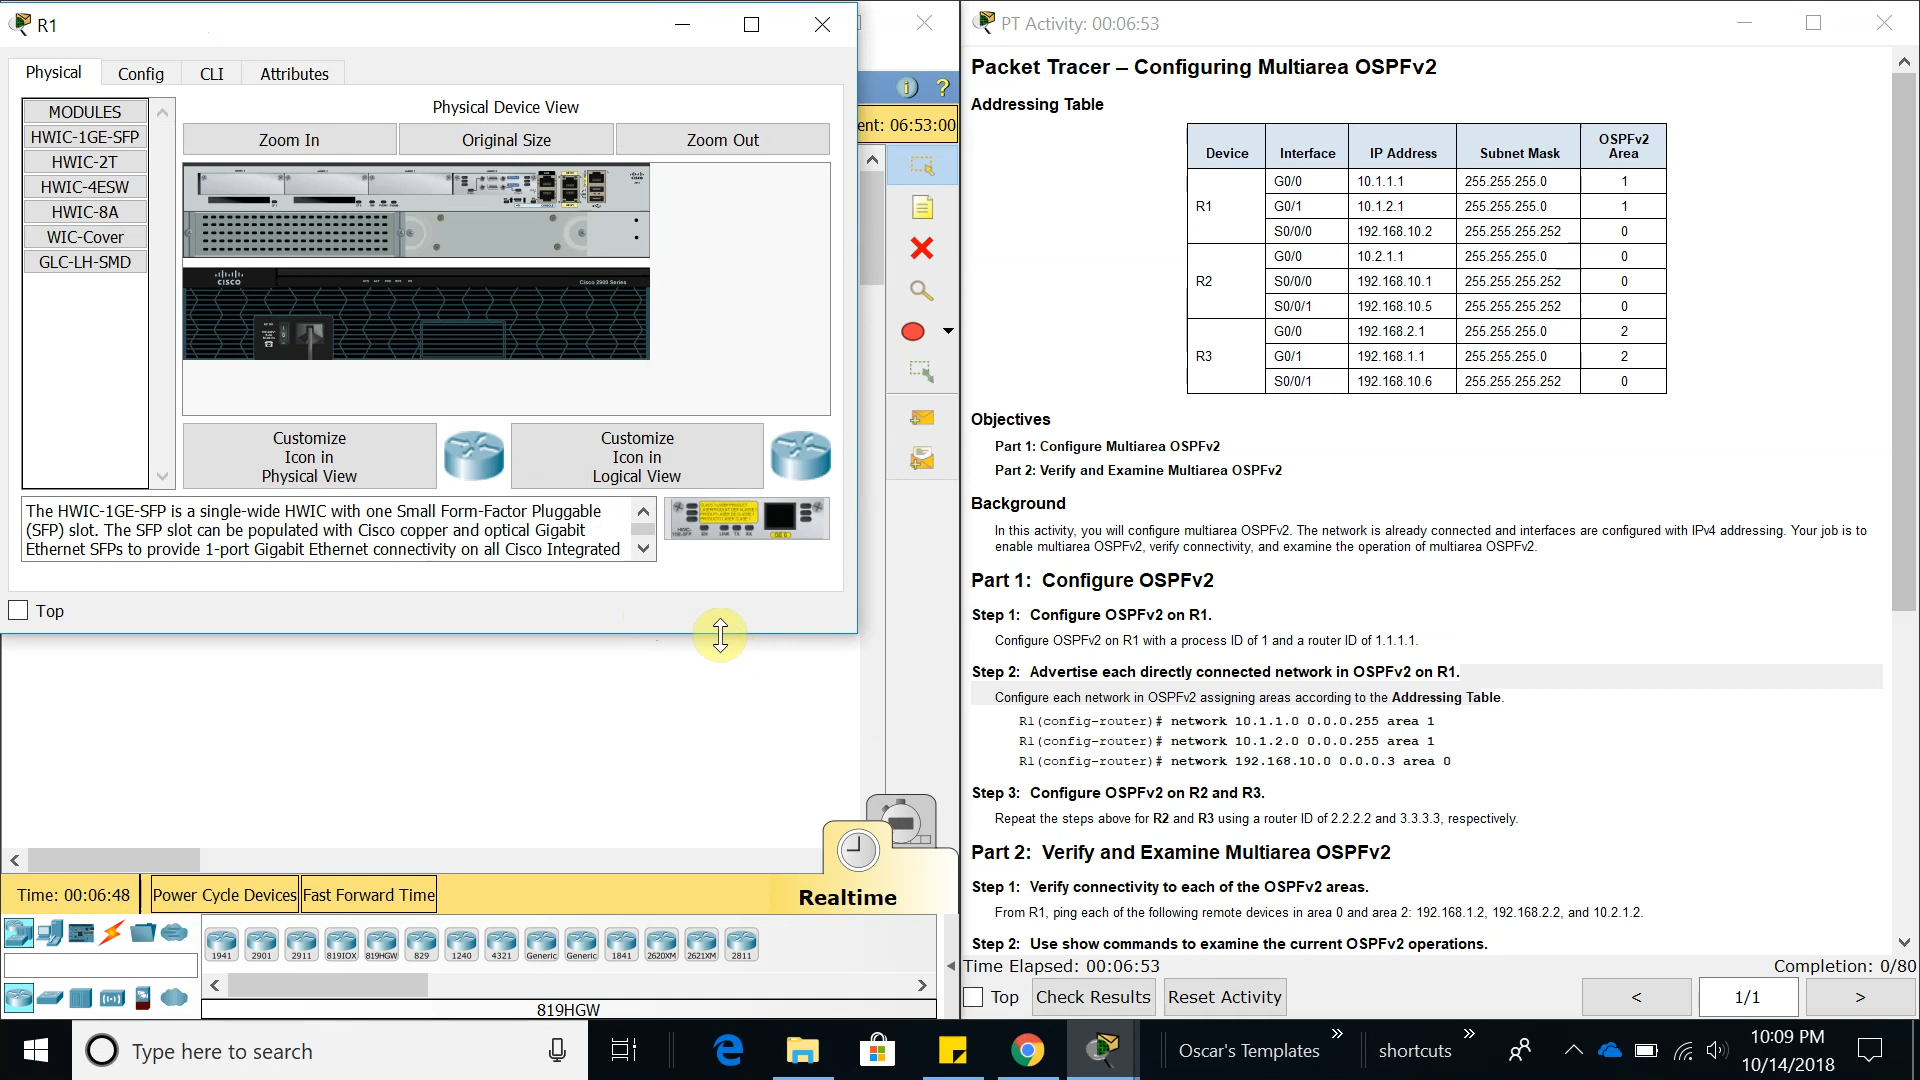 R1
Physical
Config
CLI
Attributes
MODULES
HWIC-1GE-SFP
HWIC-2T
HWIC-4ESW
HWIC-8A
WIC-Cover
GLC-LH-SMD
Physical Device View
Zoom In
Original Size
Zoom Out
CISCO
Cisco 2900 Series
Customize
Icon in
Physical View
Customize
Icon in
Logical View
The HWIC-1GE-SFP is a single-wide HWIC with one Small Form-Factor Pluggable
(SFP) slot. The SFP slot can be populated with Cisco copper and optical Gigabit
Ethernet SFPs to provide 1-port Gigabit Ethernet connectivity on all Cisco Integrated
Top
ent: 06:53:00
Time: 00:06:48
Power Cycle Devices
Fast Forward Time
Realtime
1941
2901
2911
819IOX
819HGW
829
1240
4321
Generic
Generic
1841
2620XM
2621XM
2811
819HGW
PT Activity: 00:06:53
Packet Tracer – Configuring Multiarea OSPFv2
Addressing Table
Device Interface IP Address Subnet Mask OSPFv2 Area
R1 G0/0 10.1.1.1 255.255.255.0 1
G0/1 10.1.2.1 255.255.255.0 1
S0/0/0 192.168.10.2 255.255.255.252 0
R2 G0/0 10.2.1.1 255.255.255.0 0
S0/0/0 192.168.10.1 255.255.255.252 0
S0/0/1 192.168.10.5 255.255.255.252 0
R3 G0/0 192.168.2.1 255.255.255.0 2
G0/1 192.168.1.1 255.255.255.0 2
S0/0/1 192.168.10.6 255.255.255.252 0
Objectives
Part 1: Configure Multiarea OSPFv2
Part 2: Verify and Examine Multiarea OSPFv2
Background
In this activity, you will configure multiarea OSPFv2. The network is already connected and interfaces are configured with IPv4 addressing. Your job is to
enable multiarea OSPFv2, verify connectivity, and examine the operation of multiarea OSPFv2.
Part 1: Configure OSPFv2
Step 1: Configure OSPFv2 on R1.
Configure OSPFv2 on R1 with a process ID of 1 and a router ID of 1.1.1.1.
Step 2: Advertise each directly connected network in OSPFv2 on R1.
Configure each network in OSPFv2 assigning areas according to the Addressing Table.
R1(config-router)# network 10.1.1.0 0.0.0.255 area 1
R1(config-router)# network 10.1.2.0 0.0.0.255 area 1
R1(config-router)# network 192.168.10.0 0.0.0.3 area 0
Step 3: Configure OSPFv2 on R2 and R3.
Repeat the steps above for R2 and R3 using a router ID of 2.2.2.2 and 3.3.3.3, respectively.
Part 2: Verify and Examine Multiarea OSPFv2
Step 1: Verify connectivity to each of the OSPFv2 areas.
From R1, ping each of the following remote devices in area 0 and area 2: 192.168.1.2, 192.168.2.2, and 10.2.1.2.
Step 2: Use show commands to examine the current OSPFv2 operations.
Time Elapsed: 00:06:53
Completion: 0/80
Top
Check Results
Reset Activity
<
1/1
>
Type here to search
Oscar's Templates
shortcuts
10:09 PM
10/14/2018